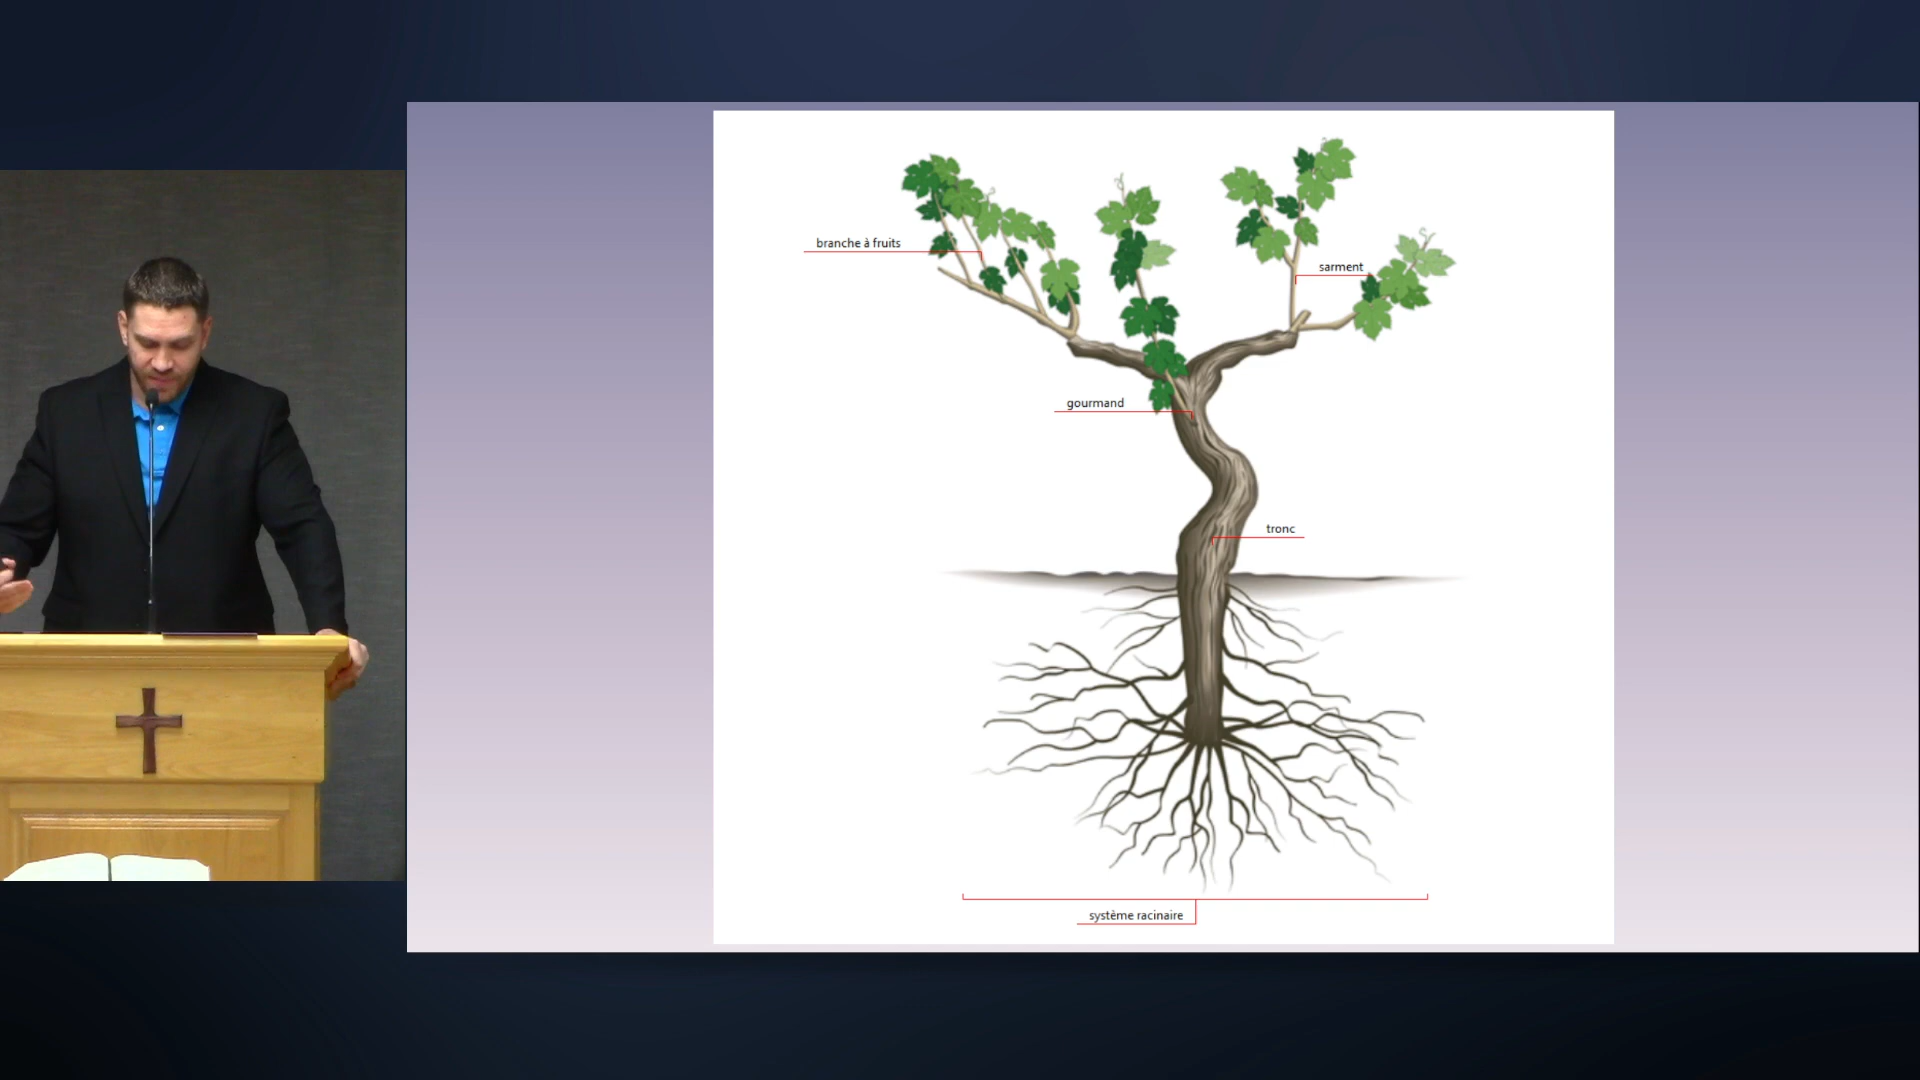 branche à fruits
sarment
gourmand
tronc
système racinaire